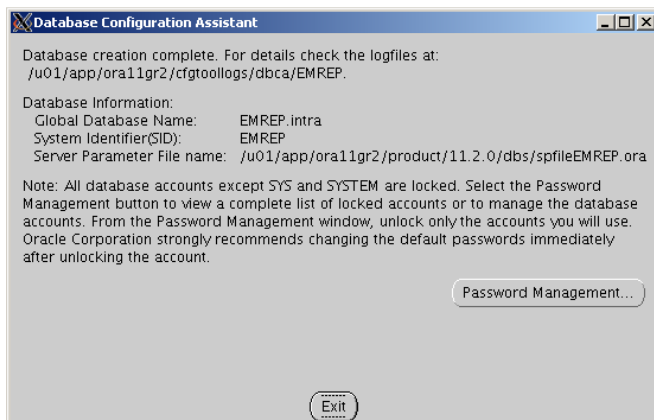 Database Configuration Assistant
Database creation complete. For details check the logfiles at:
/u01/app/ora11gr2/cfgtoollogs/dbca/EMREP.
Database Information:
Global Database Name: EMREP.intra
System Identifier(SID): EMREP
Server Parameter File name: /u01/app/ora11gr2/product/11.2.0/dbs/spfileEMREP.ora
Note: All database accounts except SYS and SYSTEM are locked. Select the Password
Management button to view a complete list of locked accounts or to manage the database
accounts. From the Password Management window, unlock only the accounts you will use.
Oracle Corporation strongly recommends changing the default passwords immediately
after unlocking the account.
Password Management...
Exit